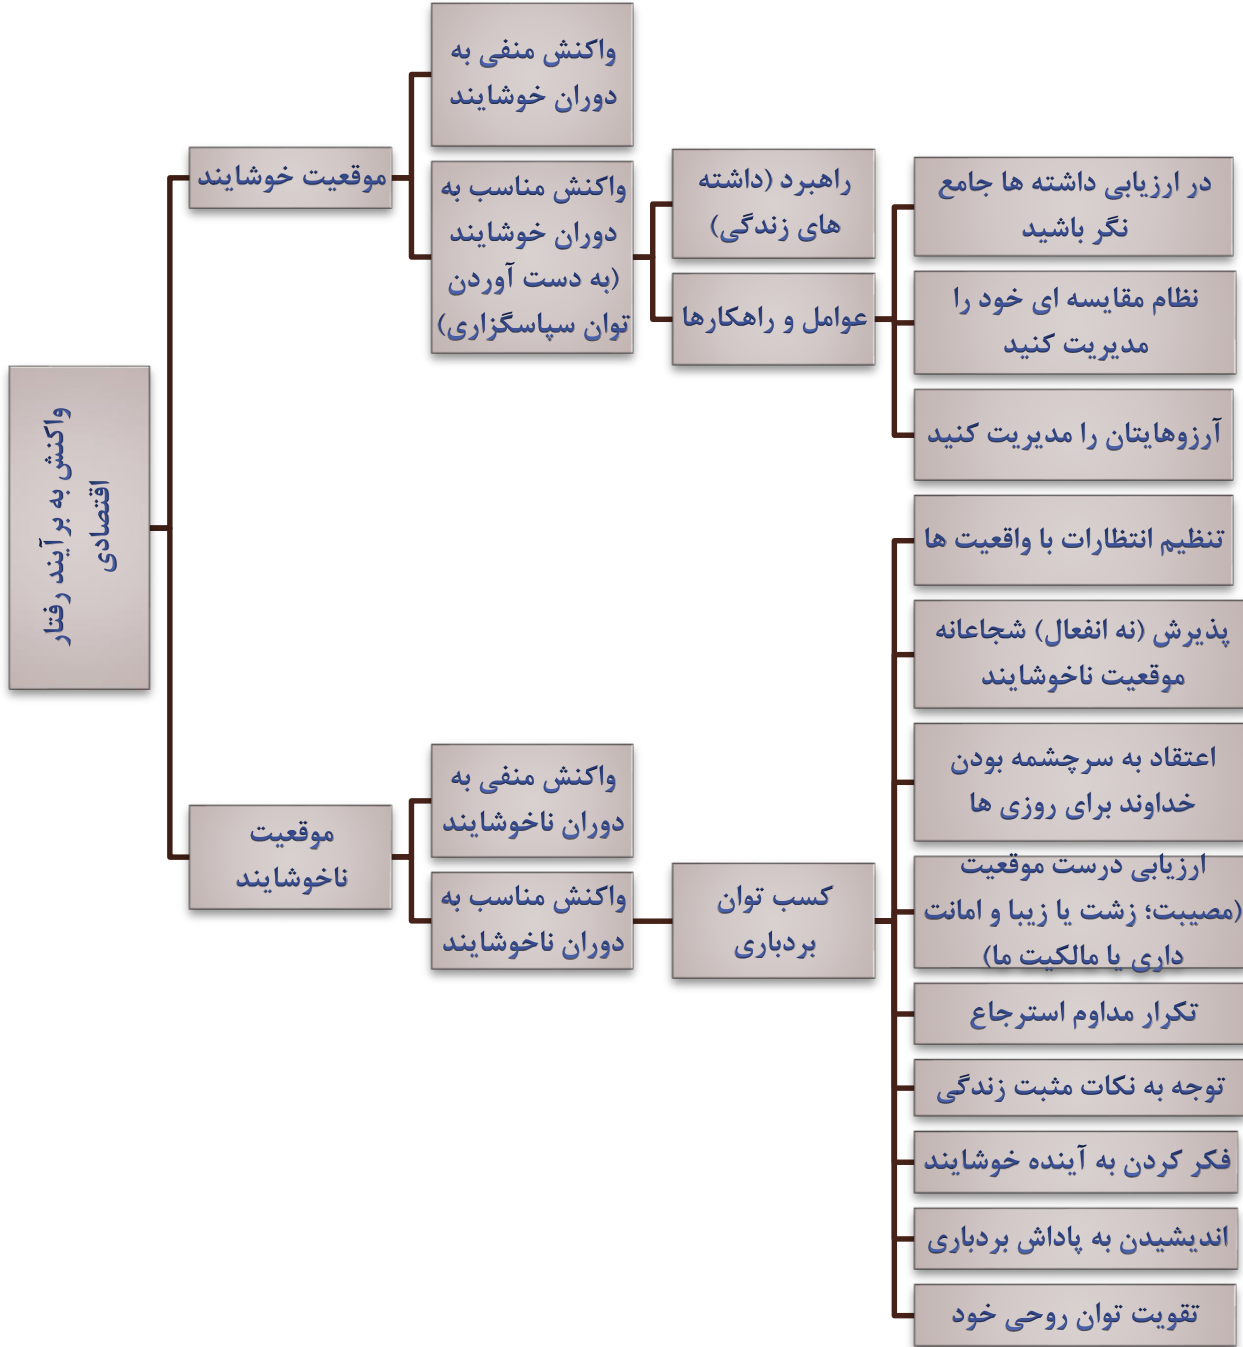 واکنش به برآیند رفتار
اقتصادی
موقعیت خوشایند
واکنش منفی به
دوران خوشایند
واکنش مناسب به
دوران خوشایند
(به دست آوردن
توان سپاسگزاری)
راهبرد (داشته
های زندگی)
عوامل و راهکارها
در ارزیابی داشته ها جامع
نگر باشید
نظام مقایسه ای خود را
مدیریت کنید
آرزوهایتان را مدیریت کنید
موقعیت
ناخوشایند
واکنش منفی به
دوران ناخوشایند
واکنش مناسب به
دوران ناخوشایند
کسب توان
بردباری
تنظیم انتظارات با واقعیت ها
پذیرش (نه انفعال) شجاعانه
موقعیت ناخوشایند
اعتقاد به سرچشمه بودن
خداوند برای روزی ها
ارزیابی درست موقعیت
(مصیبت؛ زشت یا زیبا و امانت
داری یا مالکیت ما)
تکرار مداوم استرجاع
توجه به نکات مثبت زندگی
فکر کردن به آینده خوشایند
اندیشیدن به پاداش بردباری
تقویت توان روحی خود